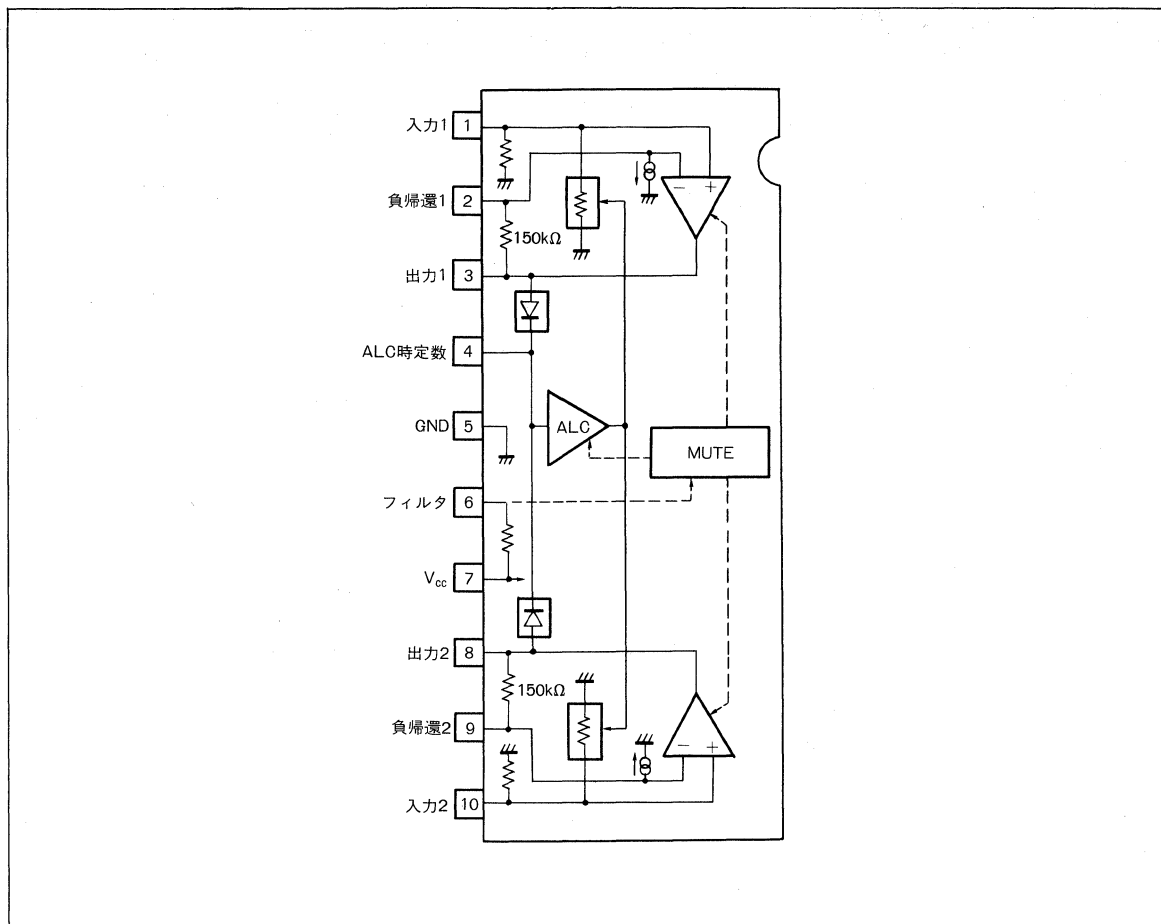 入力1 1
負帰還1 2
150kΩ
出力1 3
ALC時定数 4
GND 5
フィルタ 6
Vcc 7
出力2 8
150kΩ
負帰還2 9
入力2 10
− +
ALC
MUTE
− +